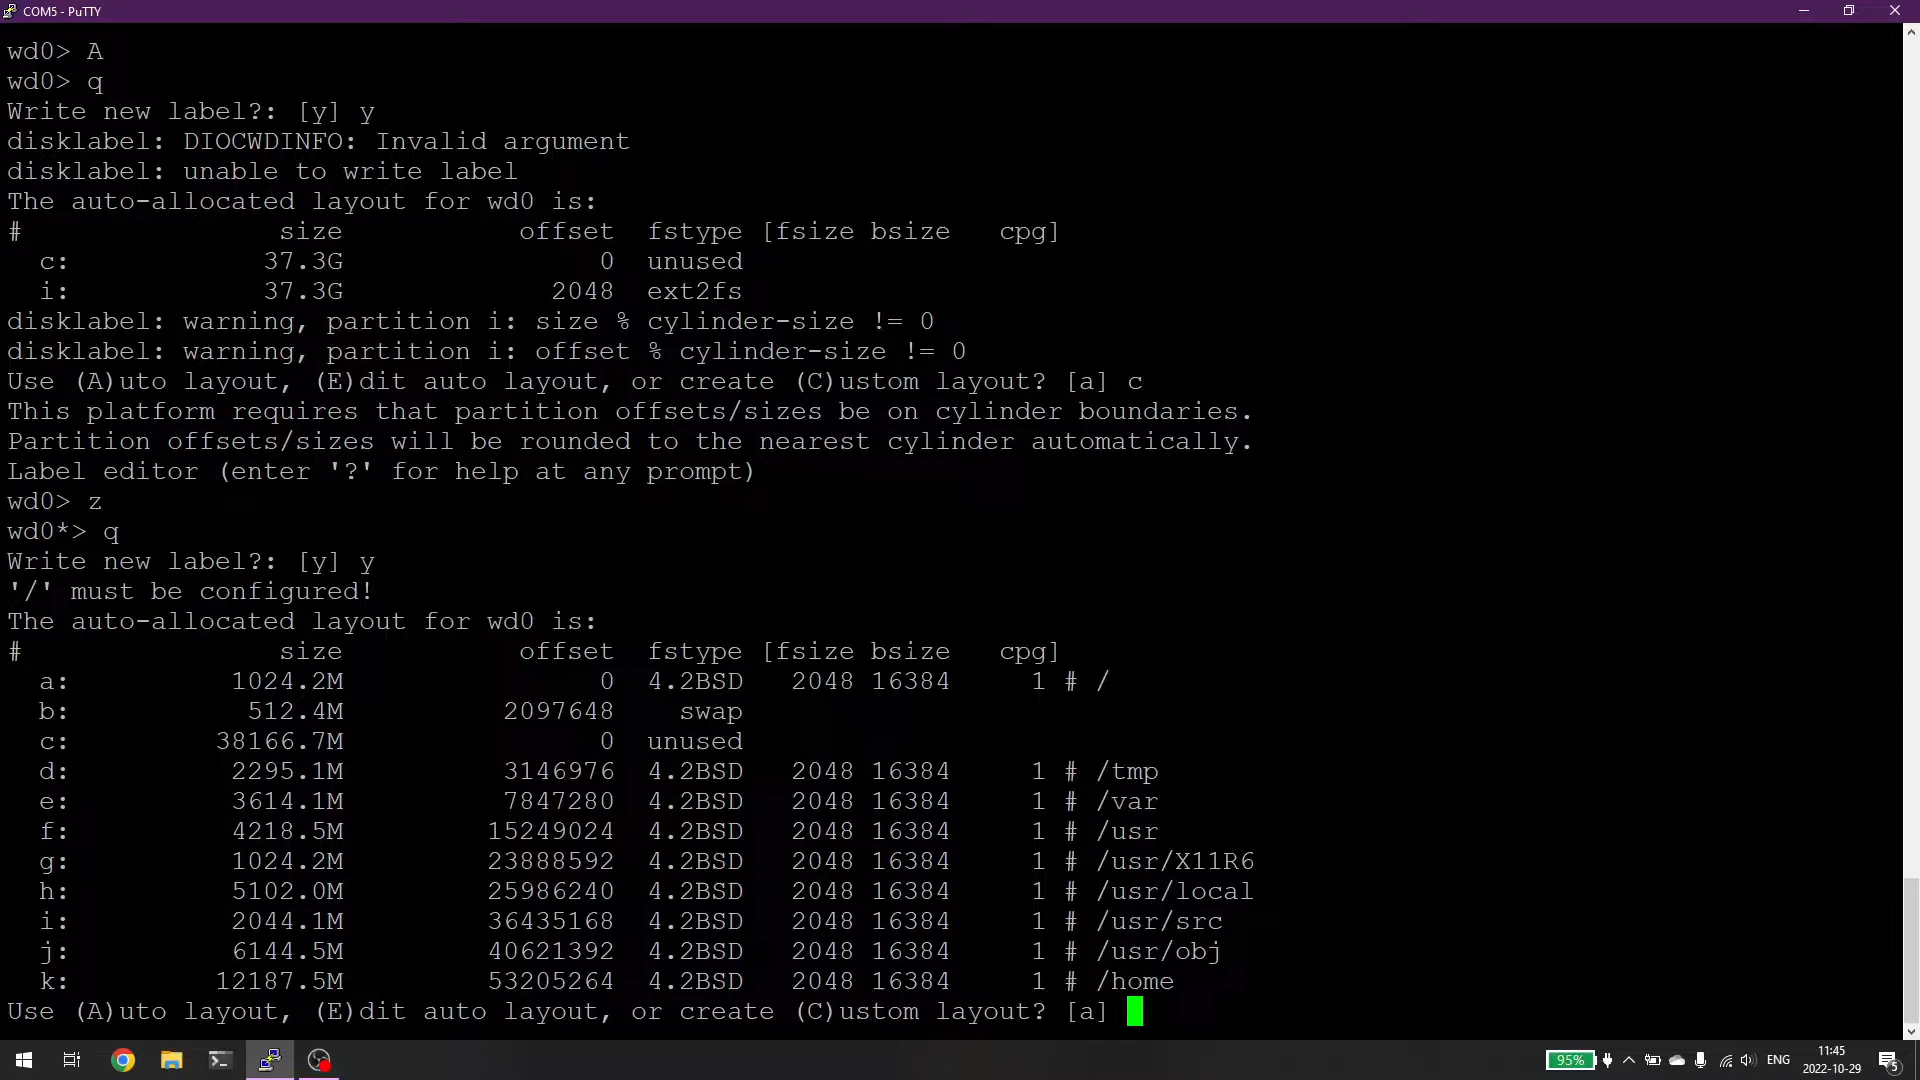 COM5 - PuTTY
wd0> A
wd0> q
Write new label?: [y] y
disklabel: DIOCWDINFO: Invalid argument
disklabel: unable to write label
The auto-allocated layout for wd0 is:
#                size           offset  fstype [fsize bsize   cpg]
  c:            37.3G                0  unused
  i:            37.3G             2048  ext2fs
disklabel: warning, partition i: size % cylinder-size != 0
disklabel: warning, partition i: offset % cylinder-size != 0
Use (A)uto layout, (E)dit auto layout, or create (C)ustom layout? [a] c
This platform requires that partition offsets/sizes be on cylinder boundaries.
Partition offsets/sizes will be rounded to the nearest cylinder automatically.
Label editor (enter '?' for help at any prompt)
wd0> z
wd0*> q
Write new label?: [y] y
'/' must be configured!
The auto-allocated layout for wd0 is:
#                size           offset  fstype [fsize bsize   cpg]
  a:          1024.2M                0  4.2BSD   2048 16384     1 # /
  b:           512.4M          2097648    swap
  c:         38166.7M                0  unused
  d:          2295.1M          3146976  4.2BSD   2048 16384     1 # /tmp
  e:          3614.1M          7847280  4.2BSD   2048 16384     1 # /var
  f:          4218.5M         15249024  4.2BSD   2048 16384     1 # /usr
  g:          1024.2M         23888592  4.2BSD   2048 16384     1 # /usr/X11R6
  h:          5102.0M         25986240  4.2BSD   2048 16384     1 # /usr/local
  i:          2044.1M         36435168  4.2BSD   2048 16384     1 # /usr/src
  j:          6144.5M         40621392  4.2BSD   2048 16384     1 # /usr/obj
  k:         12187.5M         53205264  4.2BSD   2048 16384     1 # /home
Use (A)uto layout, (E)dit auto layout, or create (C)ustom layout? [a]
95% ENG 11:45
2022-10-29 5